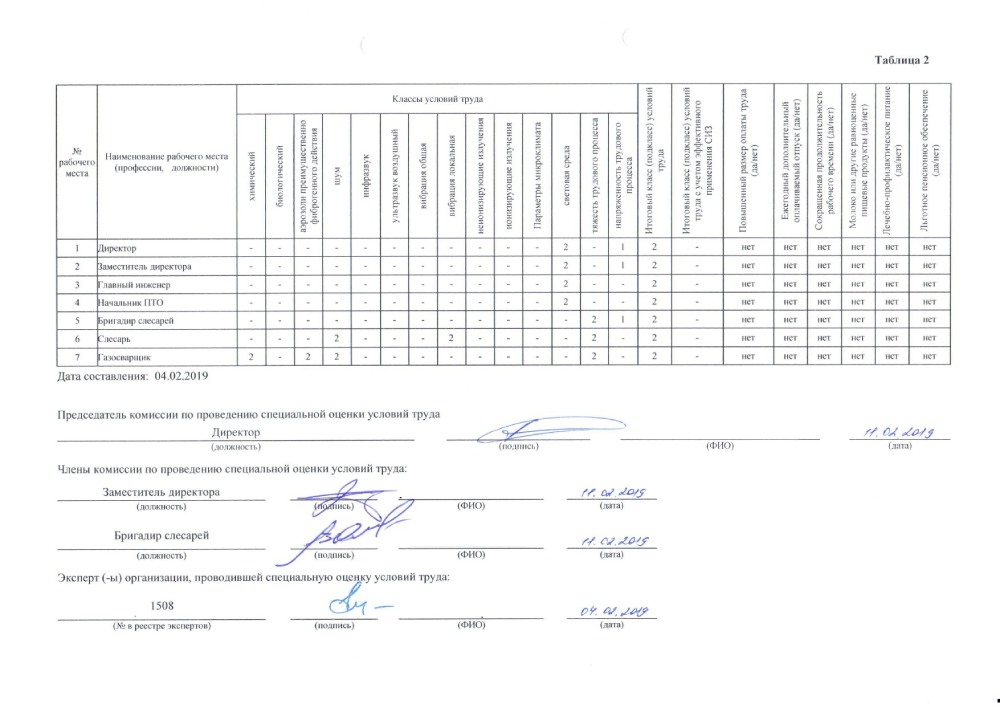 Таблица 2
№ рабочего места
Наименование рабочего места (профессии, должности)
Классы условий труда
химический
биологический
аэрозоли преимущественно фиброгенного действия
шум
инфразвук
ультразвук воздушный
вибрация общая
вибрация локальная
неионизирующие излучения
ионизирующие излучения
Параметры микроклимата
световая среда
тяжесть трудового процесса
напряженность трудового процесса
Итоговый класс (подкласс) условий труда
Итоговый класс (подкласс) условий труда с учетом эффективного применения СИЗ
Повышенный размер оплаты труда (да/нет)
Ежегодный дополнительный оплачиваемый отпуск (да/нет)
Сокращенная продолжительность рабочего времени (да/нет)
Молоко или другие равноценные пищевые продукты (да/нет)
Лечебно-профилактическое питание (да/нет)
Льготное пенсионное обеспечение (да/нет)
1 Директор - - - - - - - - - - - 2 - 1 2 - нет нет нет нет нет нет
2 Заместитель директора - - - - - - - - - - - 2 - 1 2 - нет нет нет нет нет нет
3 Главный инженер - - - - - - - - - - - 2 - - 2 - нет нет нет нет нет нет
4 Начальник ПТО - - - - - - - - - - - 2 - - 2 - нет нет нет нет нет нет
5 Бригадир слесарей - - - - - - - - - - - - 2 1 2 - нет нет нет нет нет нет
6 Слесарь - - - 2 - - - 2 - - - - 2 - 2 - нет нет нет нет нет нет
7 Газосварщик 2 - 2 2 - - - - - - - - 2 - 2 - нет нет нет нет нет нет
Дата составления: 04.02.2019
Председатель комиссии по проведению специальной оценки условий труда
Директор 11.02.2019
(должность) (подпись) (ФИО) (дата)
Члены комиссии по проведению специальной оценки условий труда:
Заместитель директора 11.02.2019
(должность) (подпись) (ФИО) (дата)
Бригадир слесарей 11.02.2019
(должность) (подпись) (ФИО) (дата)
Эксперт (-ы) организации, проводившей специальную оценку условий труда:
1508 04.02.2019
(№ в реестре экспертов) (подпись) (ФИО) (дата)